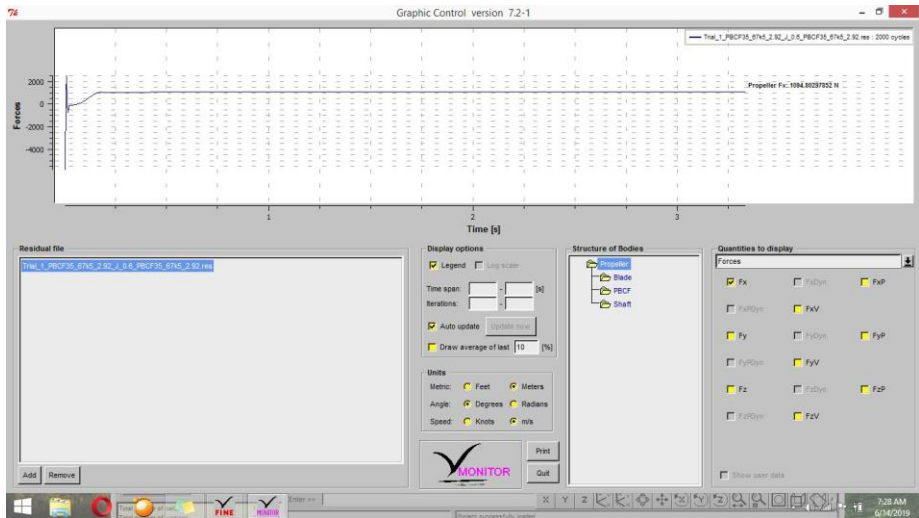 Graphic Control version 7.2-1
Trial_1_PBCF35_67k5_2.92_J_0.6_PBCF35_67k5_2.92.res : 2000 cycles
2000
0
-2000
-4000
Forces
Propeller Fx: 1094.80297852 N
1
2
3
Time [s]
Residual file
Trial_1_PBCF35_67k5_2.92_J_0.6_PBCF35_67k5_2.92.res
Add Remove
Display options
Legend Log scale
Time span: - [s]
Iterations: -
Auto update Update now
Draw average of last 10 [%]
Units
Metric: Feet Meters
Angle: Degrees Radians
Speed: Knots m/s
MONITOR
Print
Quit
Structure of Bodies
Propeller
Blade
PBCF
Shaft
Quantities to display
Forces
Fx FxDyn FxP
FxPDyn FxV
Fy FyDyn FyP
FyPDyn FyV
Fz FzDyn FzP
FzPDyn FzV
Show user data
FINE
MONITOR
Enter >>
X Y Z
Project successfully loaded
7:28 AM
6/14/2019